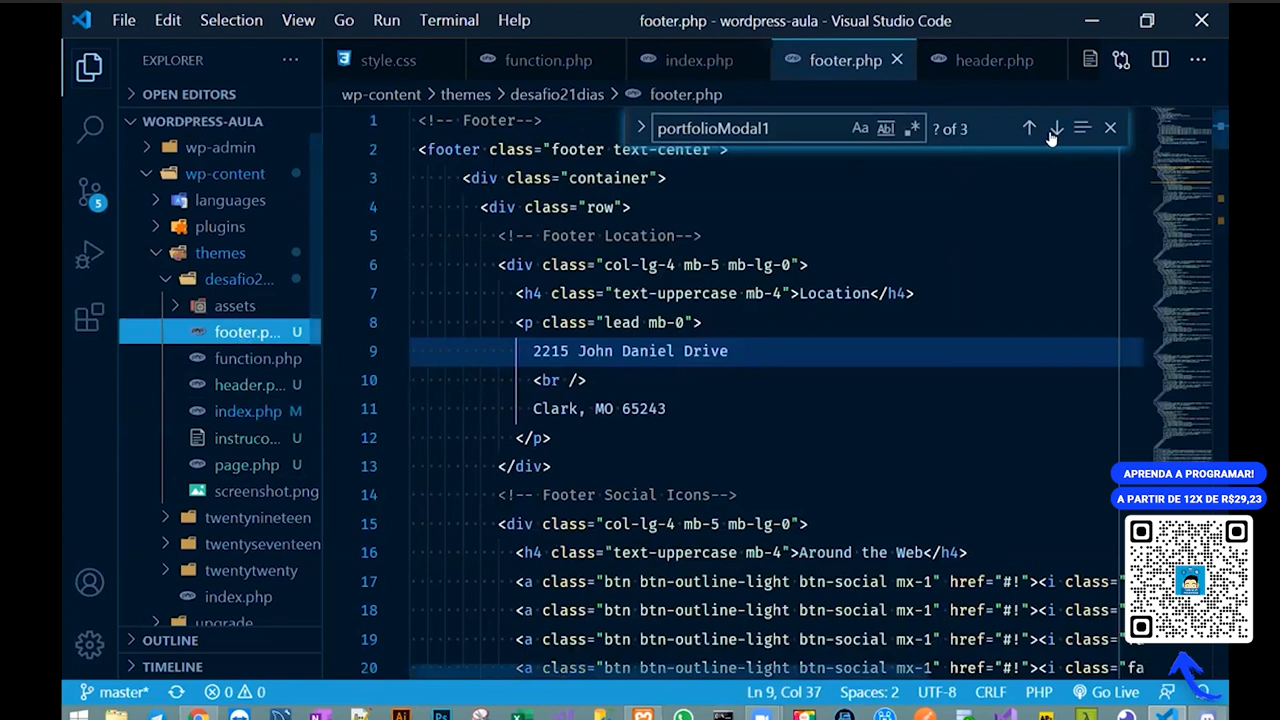 File Edit Selection View Go Run Terminal Help footer.php - wordpress-aula - Visual Studio Code
EXPLORER
style.css function.php index.php footer.php header.php
OPEN EDITORS
wp-content > themes > desafio21dias > footer.php
WORDPRESS-AULA
wp-admin
wp-content
languages
plugins
themes
desafio2...
assets
footer.p... U
function.php
header.p... U
index.php M
instruco... U
page.php U
screenshot.png
twentynineteen
twentyseventeen
twentytwenty
index.php
upgrade
OUTLINE
TIMELINE
5
portfolioModal1 Aa Abl .* ? of 3
1 <!-- Footer-->
2 <footer class="footer text-center">
3 <div class="container">
4 <div class="row">
5 <!-- Footer Location-->
6 <div class="col-lg-4 mb-5 mb-lg-0">
7 <h4 class="text-uppercase mb-4">Location</h4>
8 <p class="lead mb-0">
9 2215 John Daniel Drive
10 <br />
11 Clark, MO 65243
12 </p>
13 </div>
14 <!-- Footer Social Icons-->
15 <div class="col-lg-4 mb-5 mb-lg-0">
16 <h4 class="text-uppercase mb-4">Around the Web</h4>
17 <a class="btn btn-outline-light btn-social mx-1" href="#!"><i class="
18 <a class="btn btn-outline-light btn-social mx-1" href="#!"><i class="
19 <a class="btn btn-outline-light btn-social mx-1" href="#!"><i class="
20 <a class="btn btn-outline-light btn-social mx-1" href="#!"><i class="fa
APRENDA A PROGRAMAR!
A PARTIR DE 12X DE R$29,23
master* 0 0 Ln 9, Col 37 Spaces: 2 UTF-8 CRLF PHP Go Live